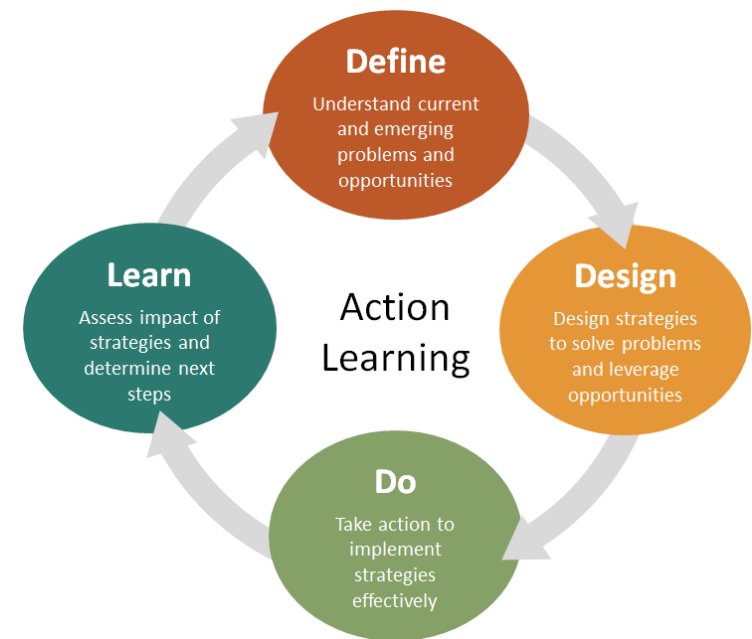 Define
Understand current
and emerging
problems and
opportunities
Design
Design strategies
to solve problems
and leverage
opportunities
Do
Take action to
implement
strategies
effectively
Learn
Assess impact of
strategies and
determine next
steps
Action
Learning